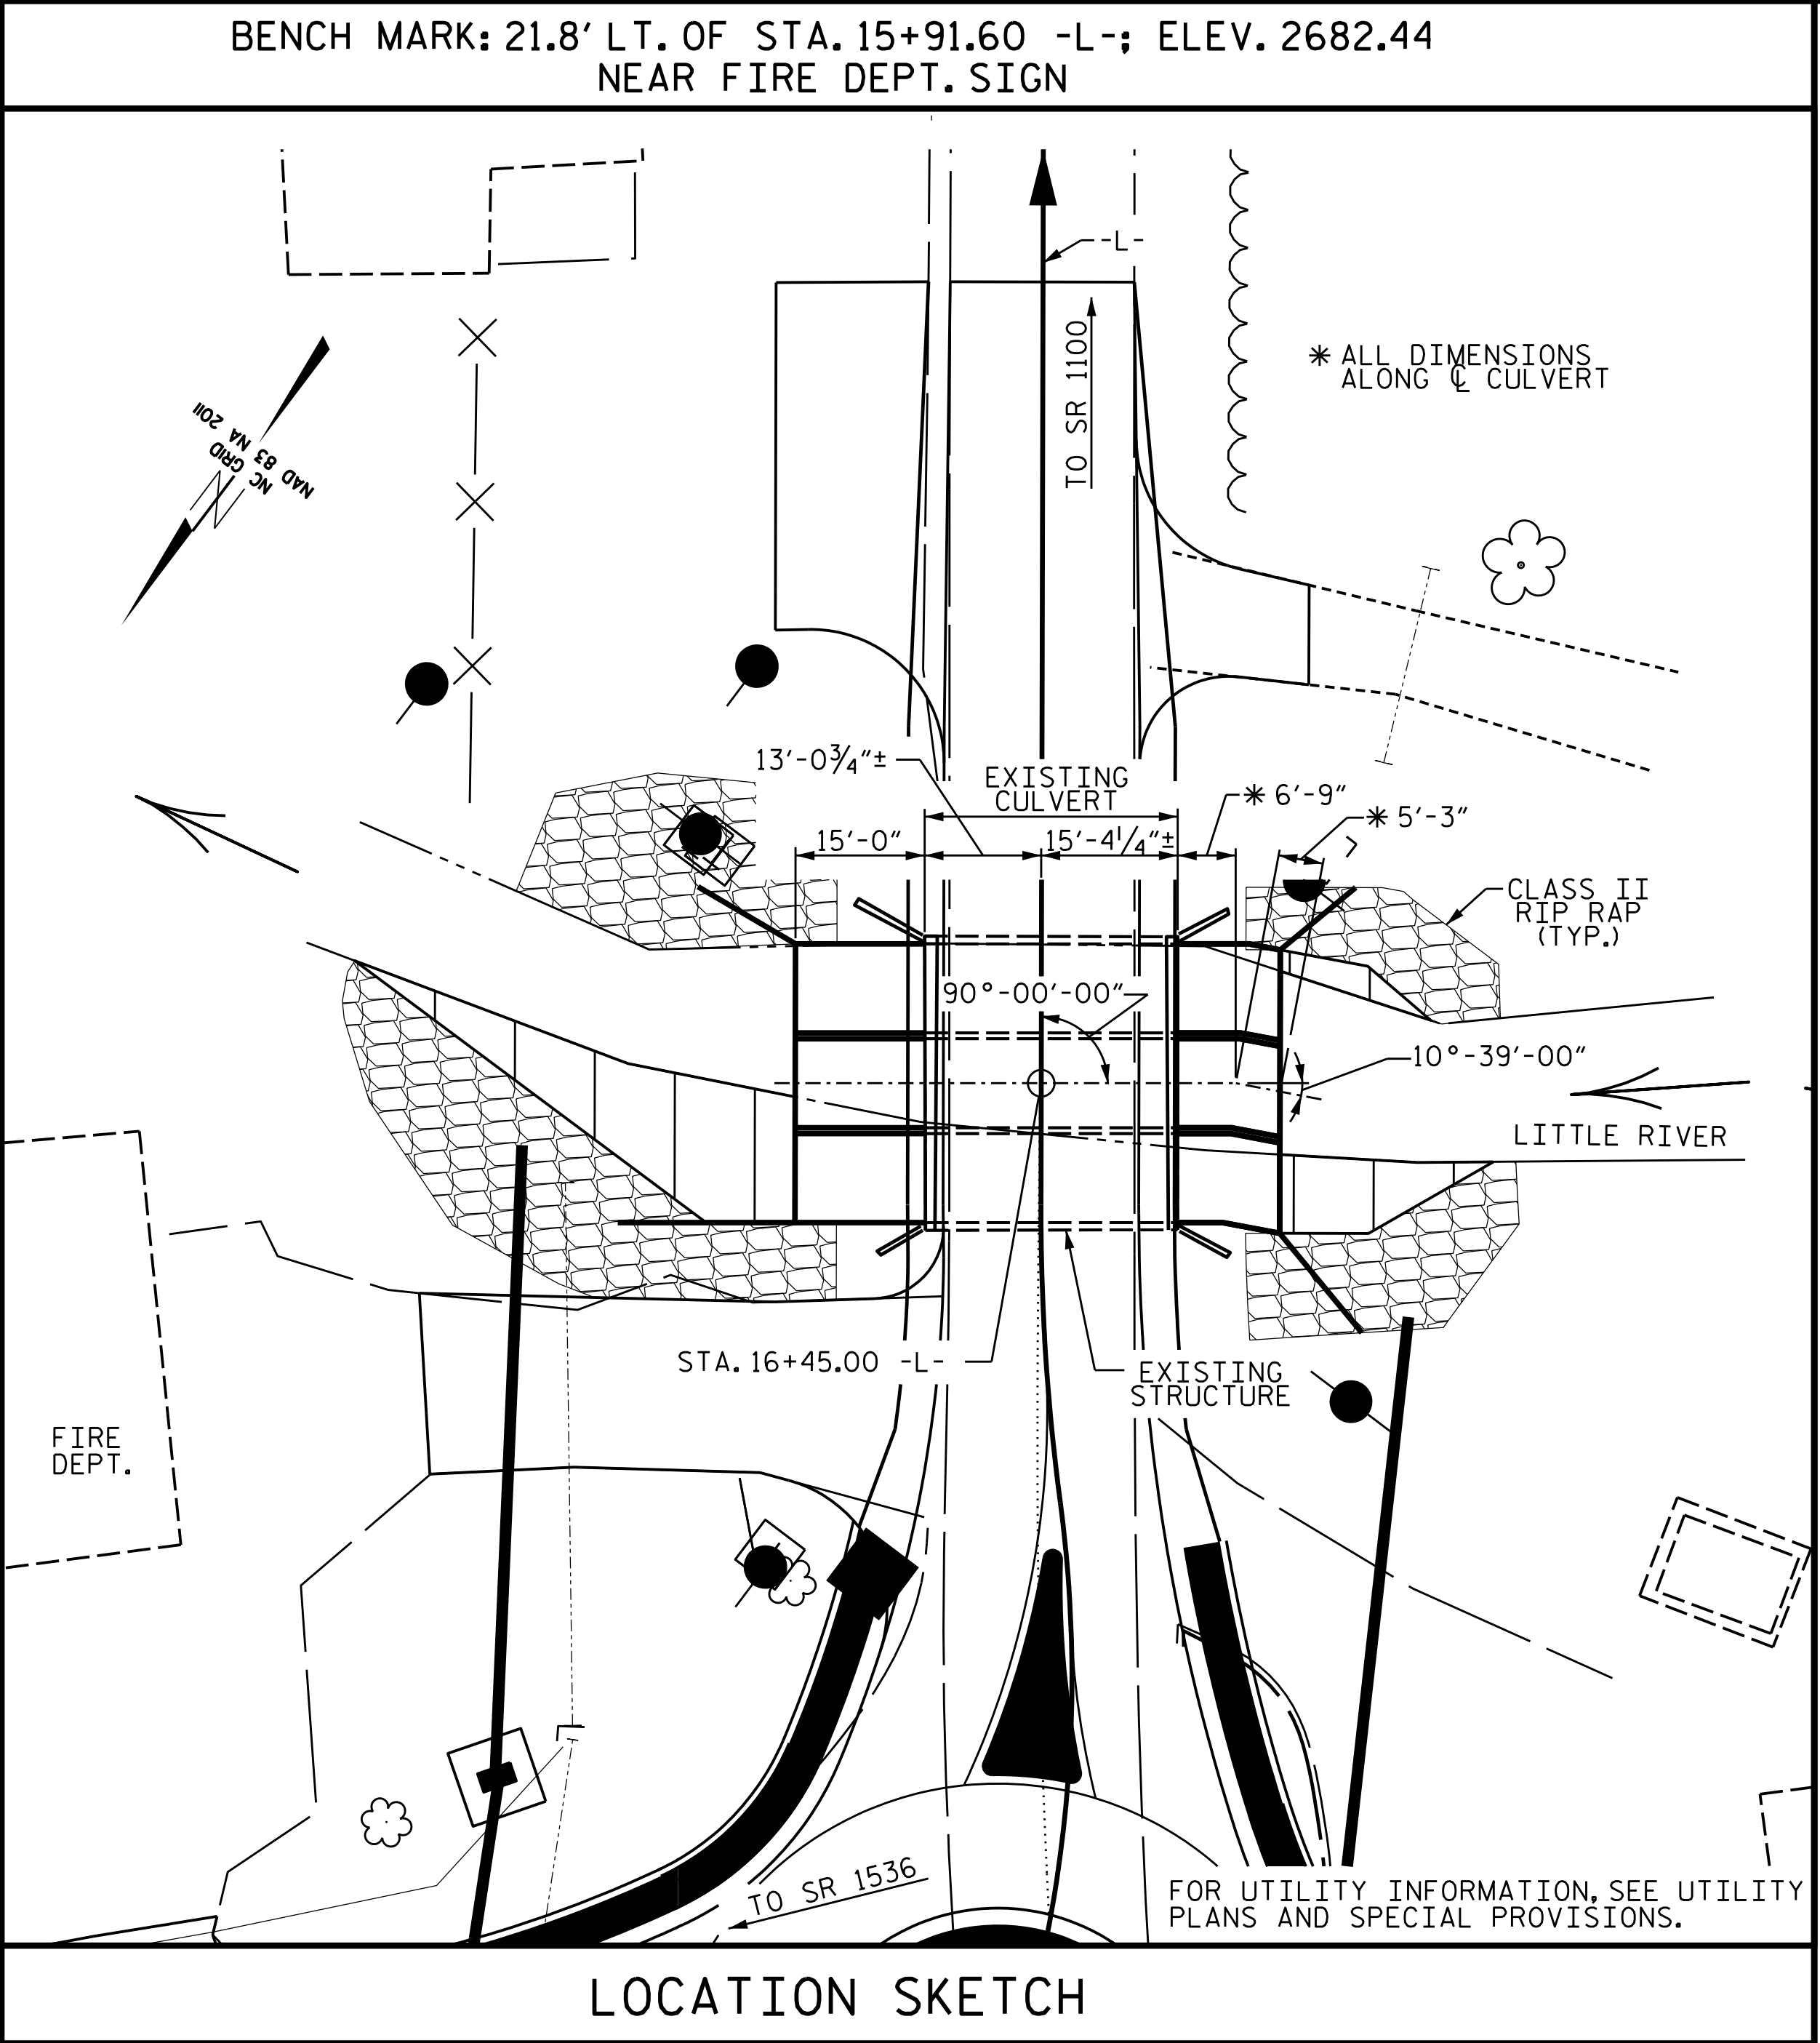 BENCH MARK: 21.8' LT. OF STA. 15+91.60 -L-; ELEV. 2682.44
NEAR FIRE DEPT. SIGN
-L-
TO SR 1100
* ALL DIMENSIONS
ALONG ℄ CULVERT
NAD 83 NA 2011
NC GRID
13'-0¾"±
EXISTING
CULVERT
* 6'-9"
* 5'-3"
15'-0"
15'-4¼"±
CLASS II
RIP RAP
(TYP.)
90°-00'-00"
10°-39'-00"
LITTLE RIVER
STA. 16+45.00 -L-
EXISTING
STRUCTURE
FIRE
DEPT.
TO SR 1536
FOR UTILITY INFORMATION, SEE UTILITY
PLANS AND SPECIAL PROVISIONS.
LOCATION SKETCH